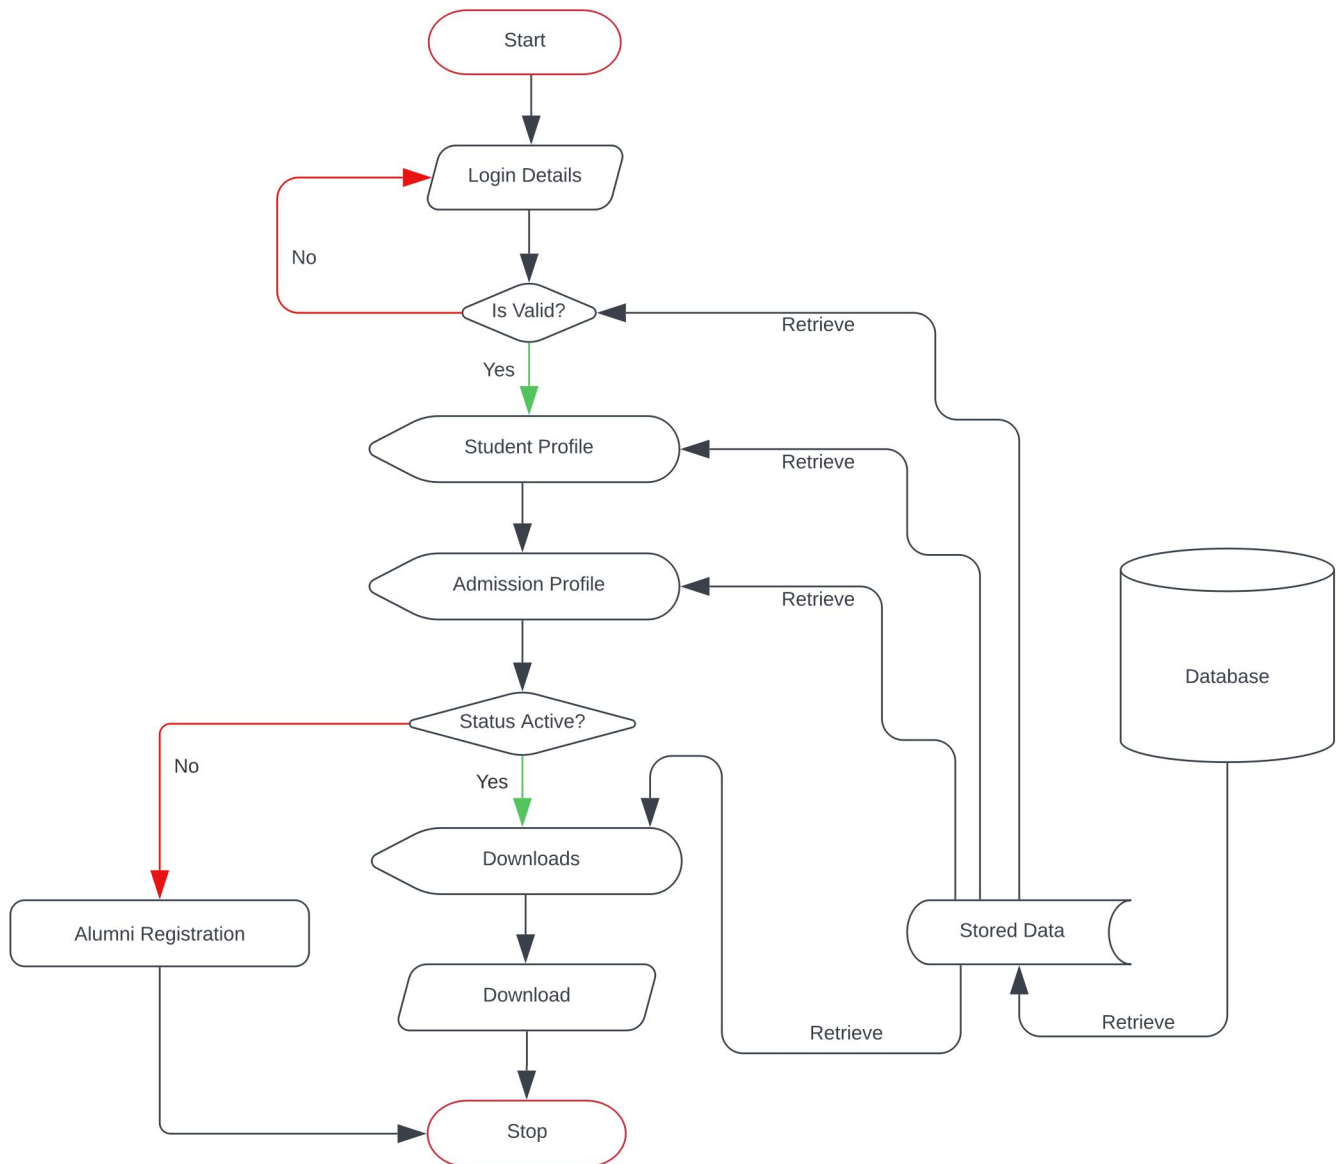 Start
Login Details
No
Is Valid?
Retrieve
Yes
Student Profile
Retrieve
Admission Profile
Retrieve
Database
Status Active?
No
Yes
Downloads
Alumni Registration
Stored Data
Download
Retrieve
Retrieve
Stop